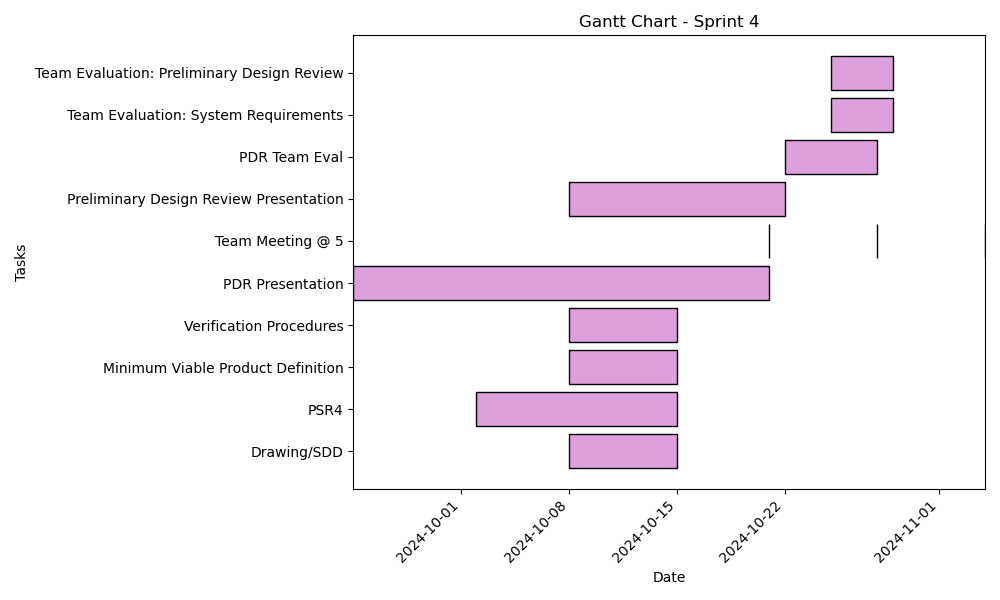 Gantt Chart - Sprint 4
Team Evaluation: Preliminary Design Review
Team Evaluation: System Requirements
PDR Team Eval
Preliminary Design Review Presentation
Team Meeting @ 5
PDR Presentation
Verification Procedures
Minimum Viable Product Definition
PSR4
Drawing/SDD
Tasks
2024-10-01
2024-10-08
2024-10-15
2024-10-22
2024-11-01
Date